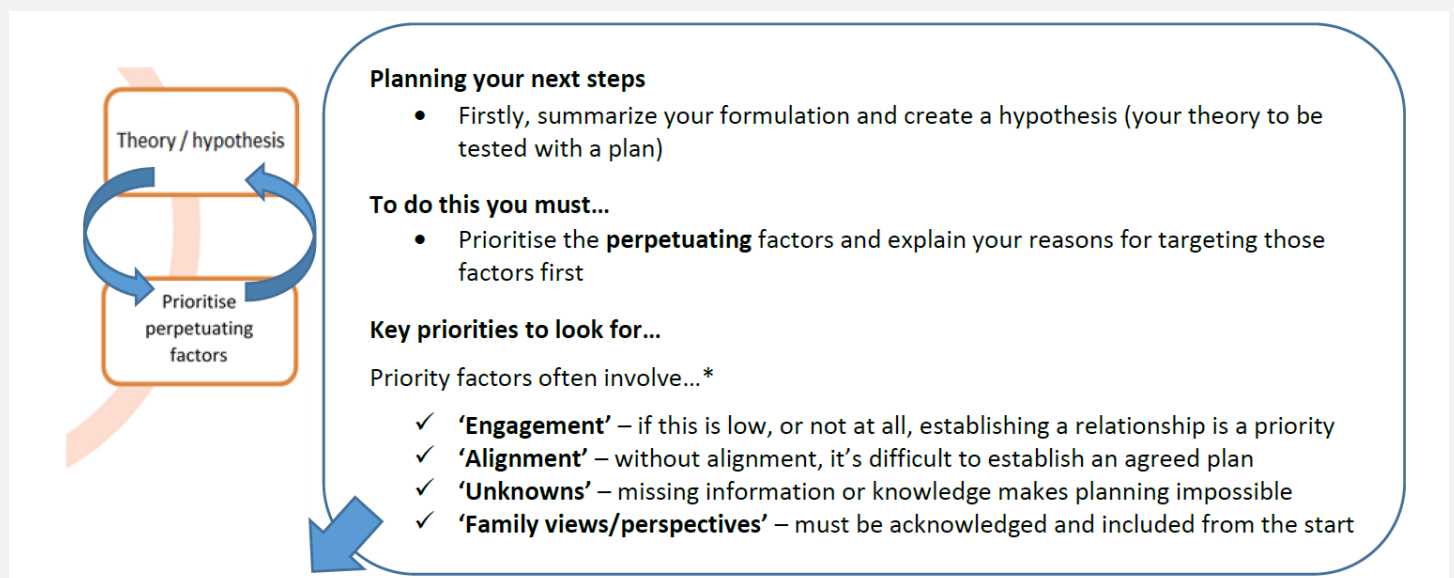 Theory / hypothesis
Prioritise
perpetuating
factors
Planning your next steps
• Firstly, summarize your formulation and create a hypothesis (your theory to be
tested with a plan)
To do this you must…
• Prioritise the perpetuating factors and explain your reasons for targeting those
factors first
Key priorities to look for…
Priority factors often involve…*
✓ ‘Engagement’ – if this is low, or not at all, establishing a relationship is a priority
✓ ‘Alignment’ – without alignment, it’s difficult to establish an agreed plan
✓ ‘Unknowns’ – missing information or knowledge makes planning impossible
✓ ‘Family views/perspectives’ – must be acknowledged and included from the start